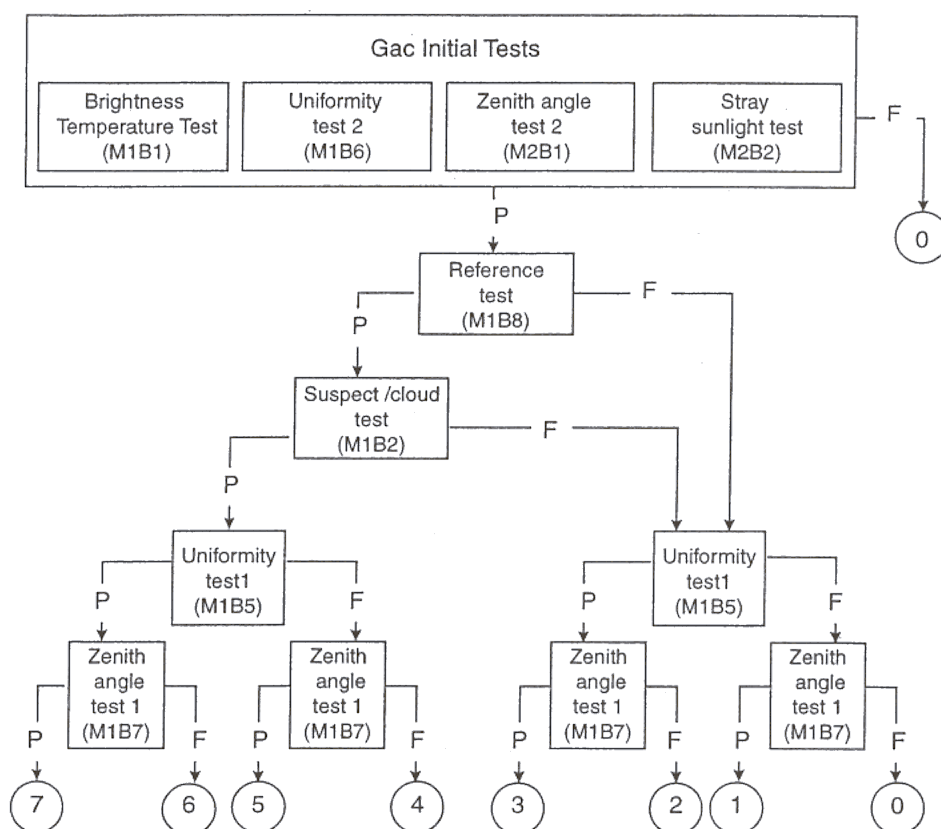 Gac Initial Tests
Brightness
Temperature Test
(M1B1)
Uniformity
test 2
(M1B6)
Zenith angle
test 2
(M2B1)
Stray
sunlight test
(M2B2)
F
0
P
Reference
test
(M1B8)
P
F
Suspect /cloud
test
(M1B2)
P
F
Uniformity
test1
(M1B5)
Uniformity
test1
(M1B5)
P
F
P
F
Zenith
angle
test 1
(M1B7)
Zenith
angle
test 1
(M1B7)
Zenith
angle
test 1
(M1B7)
Zenith
angle
test 1
(M1B7)
P
F
P
F
P
F
P
F
7
6
5
4
3
2
1
0